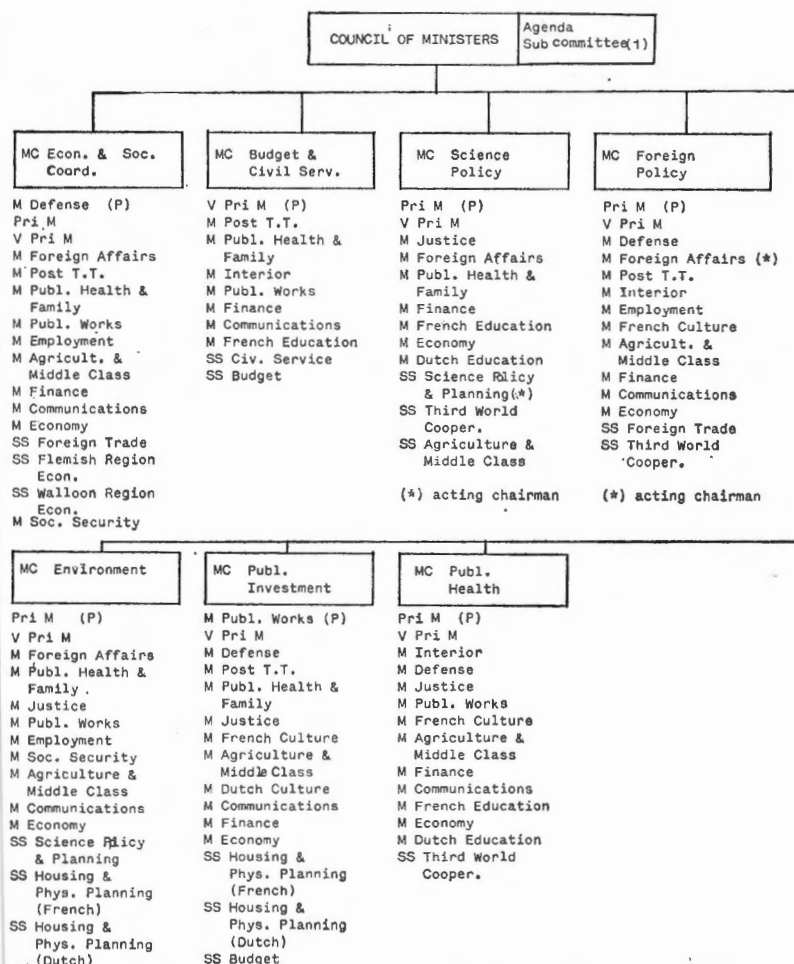 COUNCIL OF MINISTERS
Agenda
Sub committee(1)
MC Econ. & Soc.
Coord.
M Defense (P)
Pri M
V Pri M
M Foreign Affairs
M Post T.T.
M Publ. Health &
Family
M Publ. Works
M Employment
M Agricult. &
Middle Class
M Finance
M Communications
M Economy
SS Foreign Trade
SS Flemish Region
Econ.
SS Walloon Region
Econ.
M Soc. Security
MC Budget &
Civil Serv.
V Pri M (P)
M Post T.T.
M Publ. Health &
Family
M Interior
M Publ. Works
M Finance
M Communications
M French Education
SS Civ. Service
SS Budget
MC Science
Policy
Pri M (P)
V Pri M
M Justice
M Foreign Affairs
M Publ. Health &
Family
M Finance
M French Education
M Economy
M Dutch Education
SS Science Policy
& Planning(*)
SS Third World
Cooper.
SS Agriculture &
Middle Class
(*) acting chairman
MC Foreign
Policy
Pri M (P)
V Pri M
M Defense
M Foreign Affairs (*)
M Post T.T.
M Interior
M Employment
M French Culture
M Agricult. &
Middle Class
M Finance
M Communications
M Economy
SS Foreign Trade
SS Third World
Cooper.
(*) acting chairman
MC Environment
Pri M (P)
V Pri M
M Foreign Affairs
M Publ. Health &
Family .
M Justice
M Publ. Works
M Employment
M Soc. Security
M Agriculture &
Middle Class
M Communications
M Economy
SS Science Policy
& Planning
SS Housing &
Phys. Planning
(French)
SS Housing &
Phys. Planning
(Dutch)
MC Publ.
Investment
M Publ. Works (P)
V Pri M
M Defense
M Post T.T.
M Publ. Health &
Family
M Justice
M French Culture
M Agriculture &
Middle Class
M Dutch Culture
M Communications
M Finance
M Economy
SS Housing &
Phys. Planning
(French)
SS Housing &
Phys. Planning
(Dutch)
SS Budget
MC Publ.
Health
Pri M (P)
V Pri M
M Interior
M Defense
M Justice
M Publ. Works
M French Culture
M Agriculture &
Middle Class
M Finance
M Communications
M French Education
M Economy
M Dutch Education
SS Third World
Cooper.